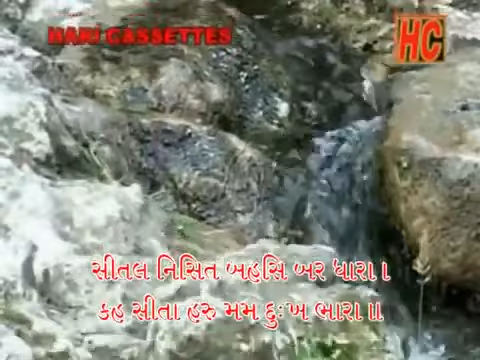 HARI CASSETTES
HC
સીતલ નિસિત બહસિ બર ધારા ।
કહ સીતા હરુ મમ દુઃખ ભારા ॥